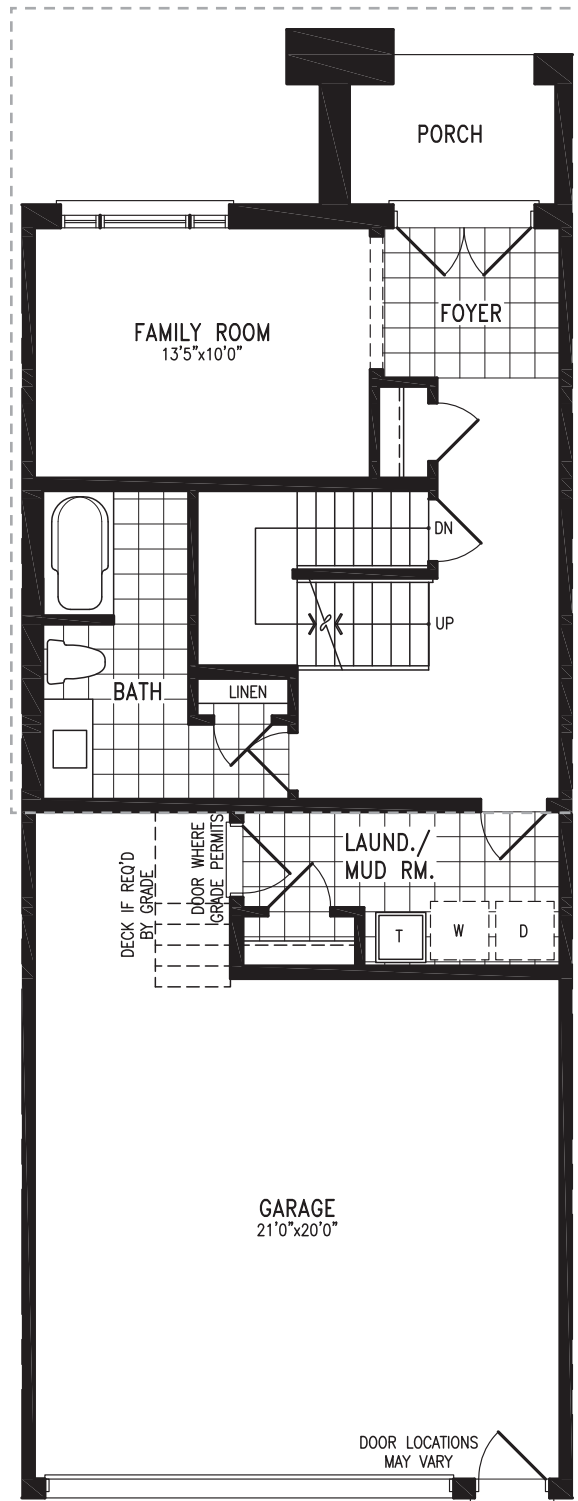 PORCH
FOYER
FAMILY ROOM
13'5"x10'0"
DN
UP
BATH
LINEN
LAUND./
MUD RM.
DECK IF REQ'D
BY GRADE
DOOR WHERE
GRADE PERMITS
T
W
D
GARAGE
21'0"x20'0"
DOOR LOCATIONS
MAY VARY